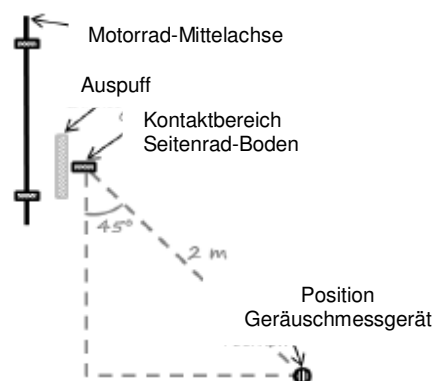 Motorrad-Mittelachse
Auspuff
Kontaktbereich
Seitenrad-Boden
45°
2 m
Position
Geräuschmessgerät